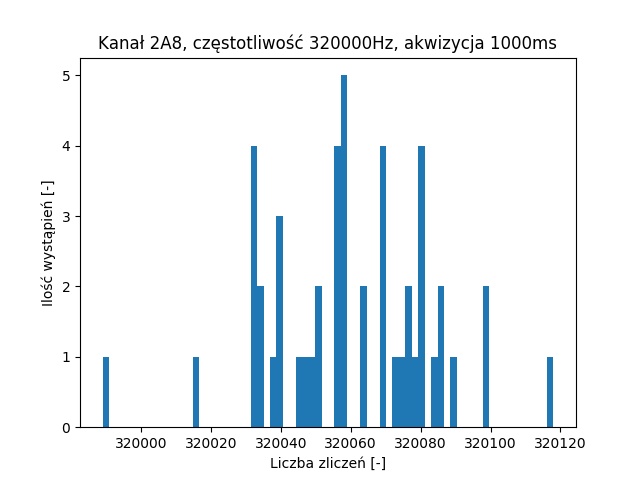 Kanał 2A8, częstotliwość 320000Hz, akwizycja 1000ms
5
4
3
2
1
0
Ilość wystąpień [-]
320000 320020 320040 320060 320080 320100 320120
Liczba zliczeń [-]